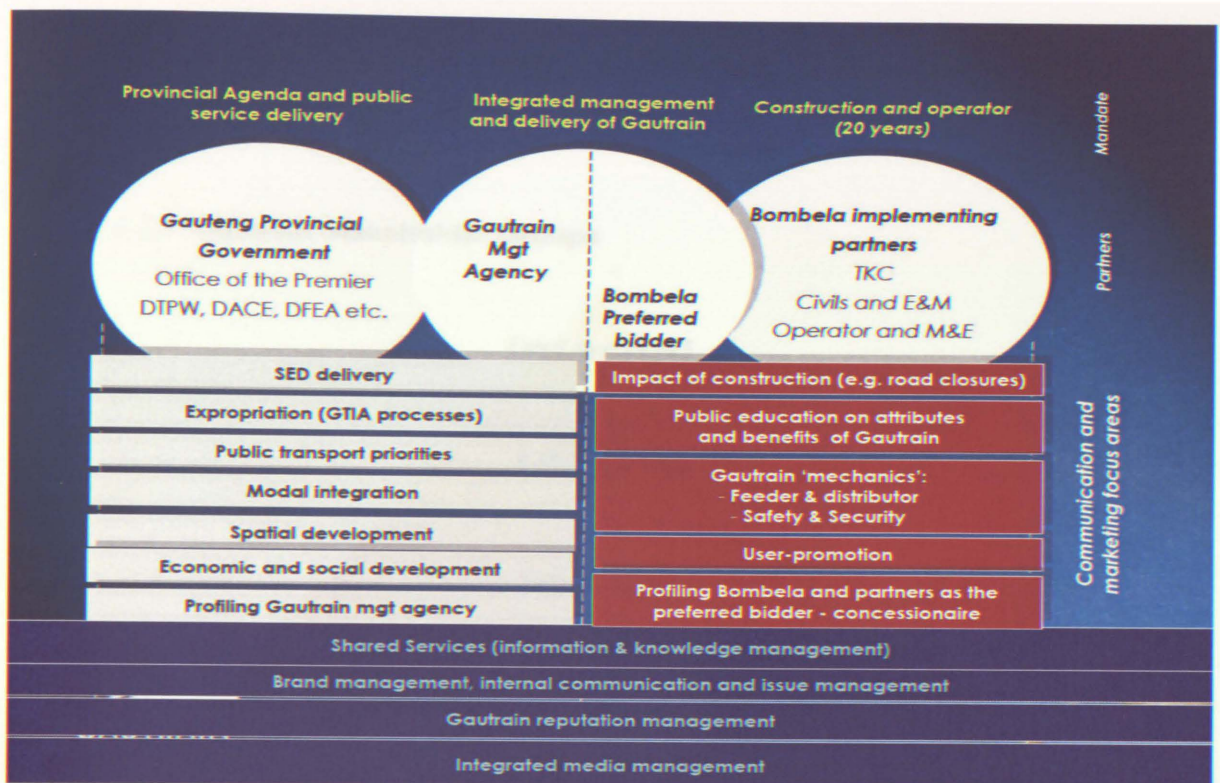 Provincial Agenda and public
service delivery
Integrated management
and delivery of Gautrain
Construction and operator
(20 years)
Mandate
Gauteng Provincial
Government
Office of the Premier
DTPW, DACE, DFEA etc.
Gautrain
Mgt
Agency
Bombela
Preferred
bidder
Bombela implementing
partners
TKC
Civils and E&M
Operator and M&E
Partners
SED delivery
Expropriation (GTIA processes)
Public transport priorities
Modal integration
Spatial development
Economic and social development
Profiling Gautrain mgt agency
Impact of construction (e.g. road closures)
Public education on attributes
and benefits of Gautrain
Gautrain 'mechanics':
- Feeder & distributor
- Safety & Security
User-promotion
Profiling Bombela and partners as the
preferred bidder - concessionaire
Communication and
marketing focus areas
Shared Services (information & knowledge management)
Brand management, internal communication and issue management
Gautrain reputation management
Integrated media management